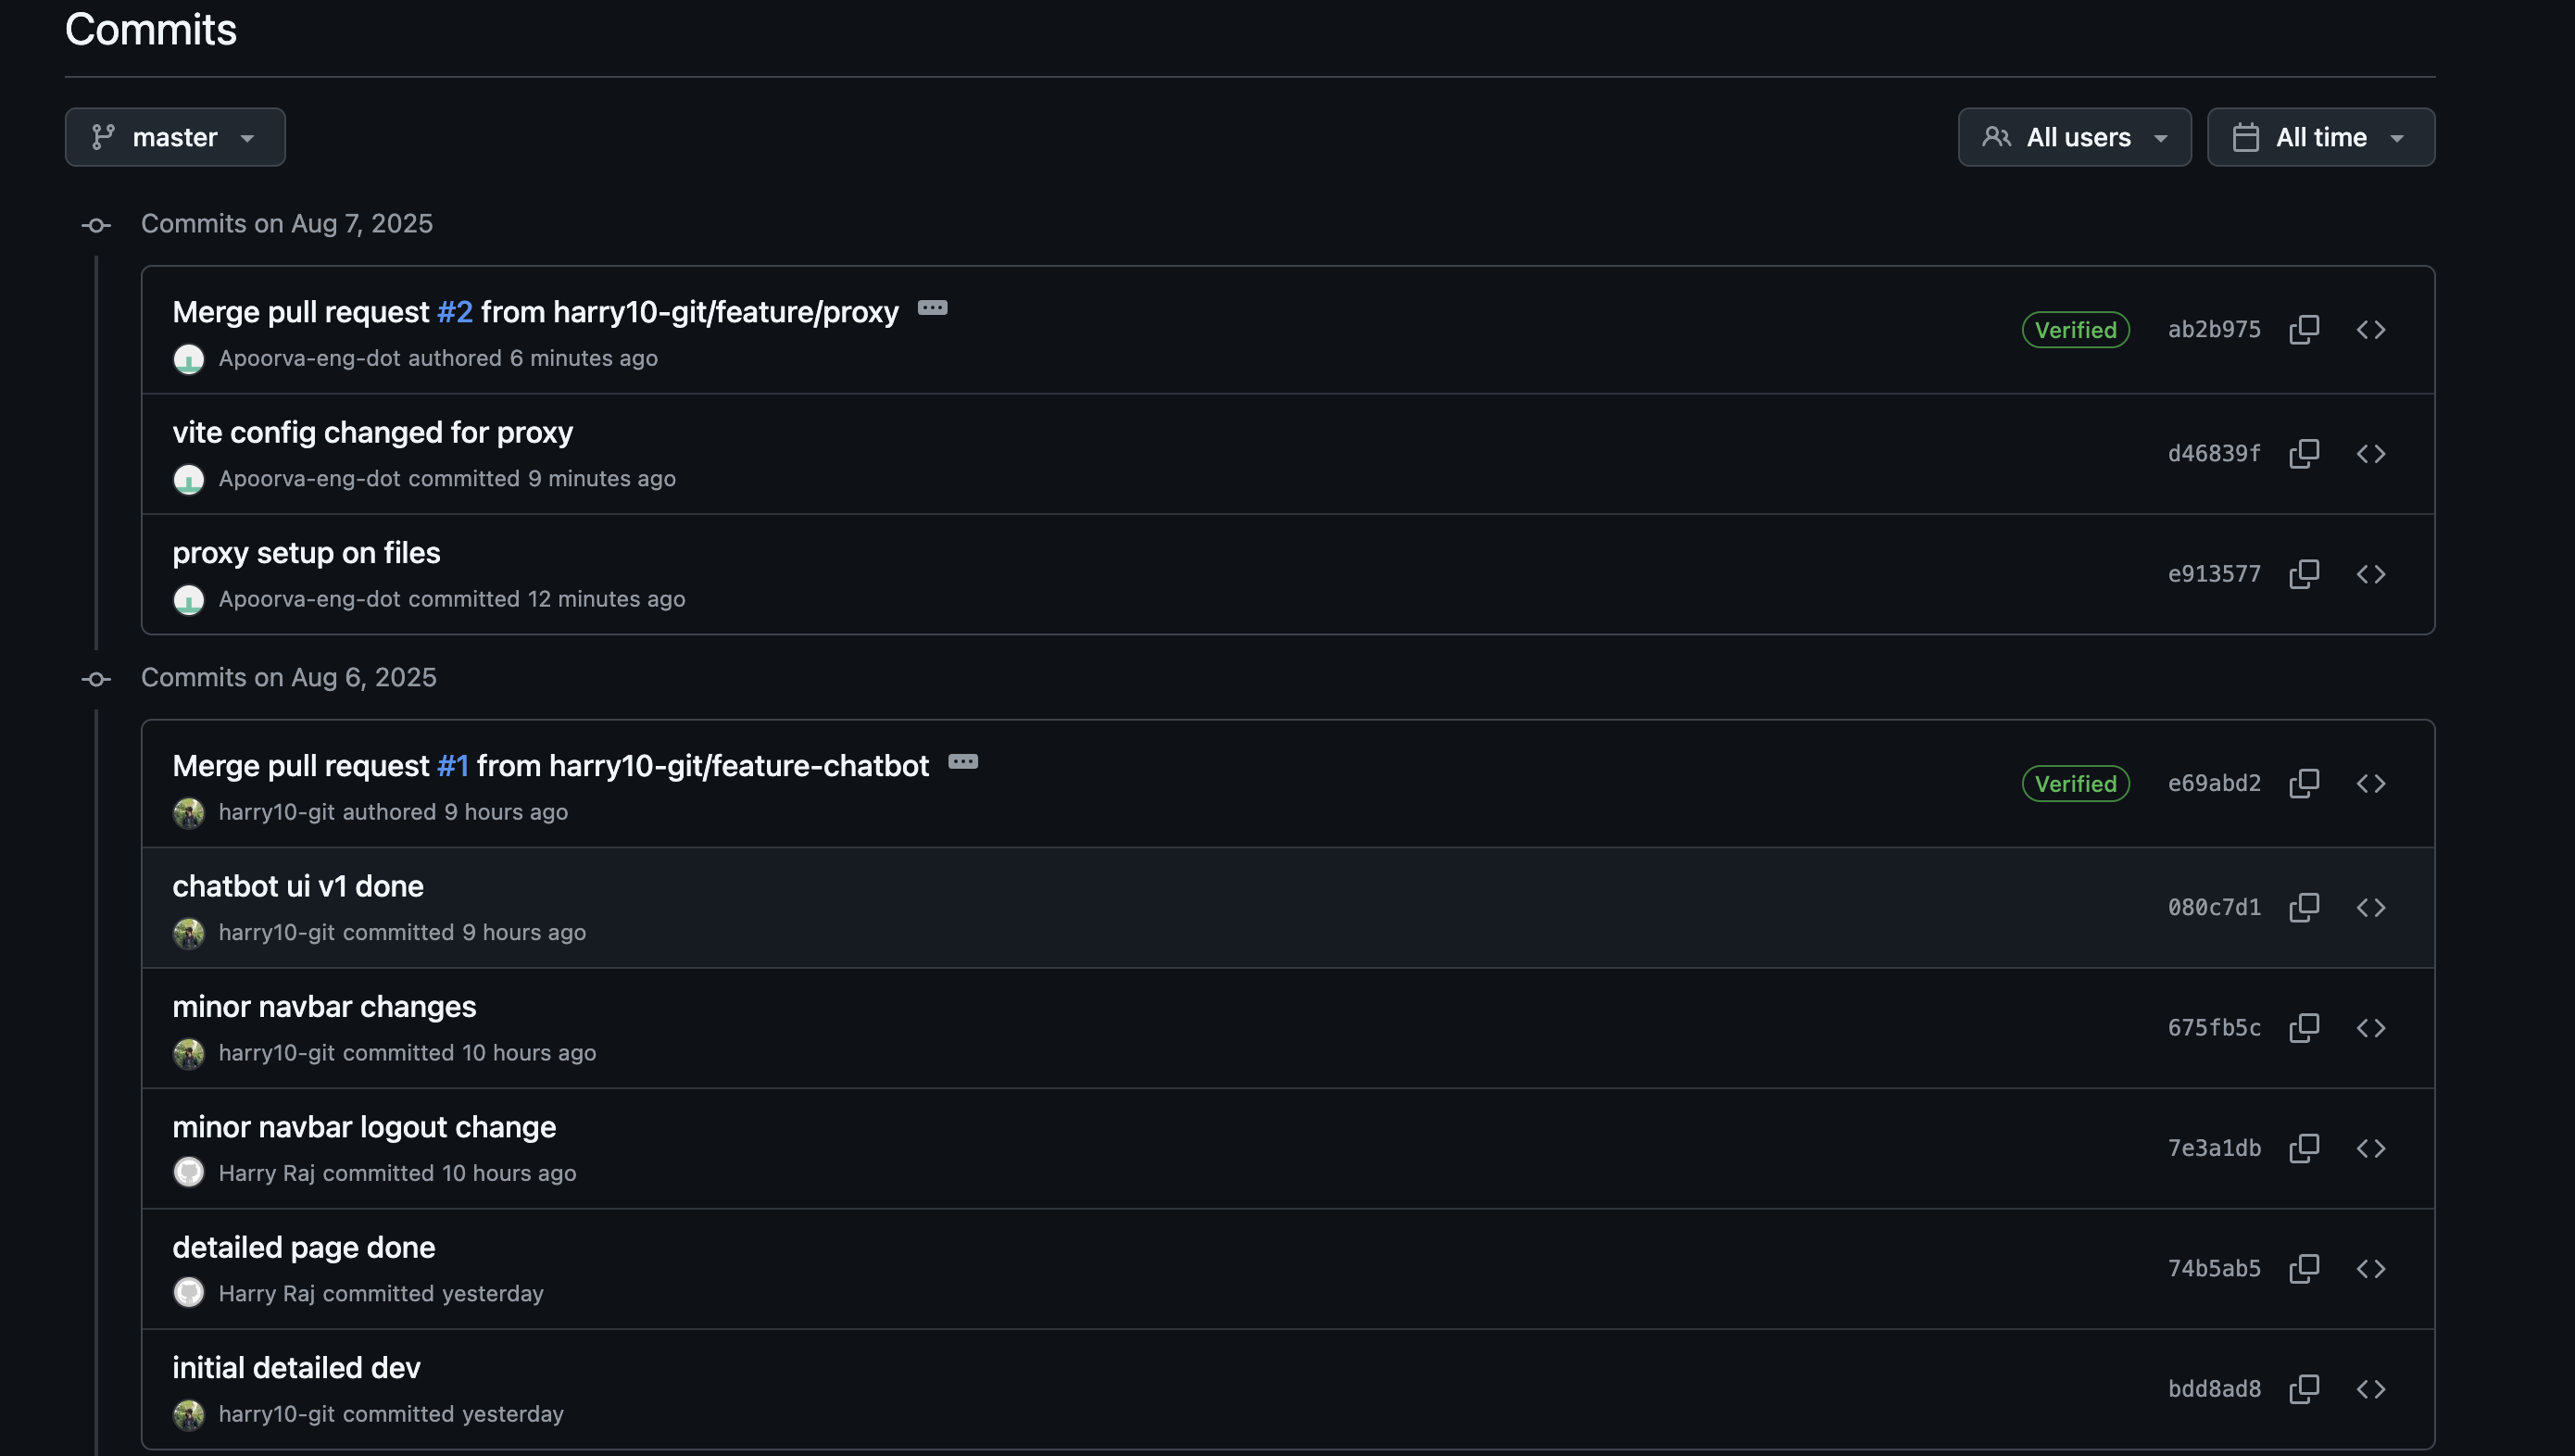 Commits
master
All users
All time
Commits on Aug 7, 2025
Merge pull request #2 from harry10-git/feature/proxy
Verified
ab2b975
Apoorva-eng-dot authored 6 minutes ago
vite config changed for proxy
d46839f
Apoorva-eng-dot committed 9 minutes ago
proxy setup on files
e913577
Apoorva-eng-dot committed 12 minutes ago
Commits on Aug 6, 2025
Merge pull request #1 from harry10-git/feature-chatbot
Verified
e69abd2
harry10-git authored 9 hours ago
chatbot ui v1 done
080c7d1
harry10-git committed 9 hours ago
minor navbar changes
675fb5c
harry10-git committed 10 hours ago
minor navbar logout change
7e3a1db
Harry Raj committed 10 hours ago
detailed page done
74b5ab5
Harry Raj committed yesterday
initial detailed dev
bdd8ad8
harry10-git committed yesterday